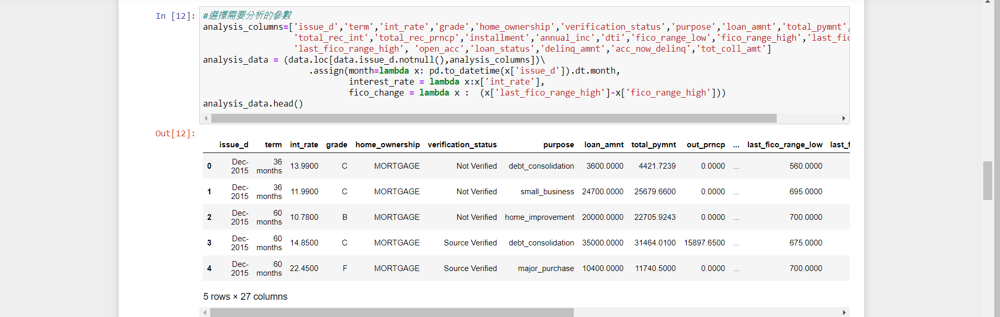 In [12]: #選擇需要分析的參數
analysis_columns=['issue_d','term','int_rate','grade','home_ownership','verification_status','purpose','loan_amnt','total_pymnt',
'total_rec_int','total_rec_prncp','installment','annual_inc','dti','fico_range_low','fico_range_high','last_fic
'last_fico_range_high', 'open_acc','loan_status','delinq_amnt','acc_now_delinq','tot_coll_amt']
analysis_data = (data.loc[data.issue_d.notnull(),analysis_columns])\
.assign(month=lambda x: pd.to_datetime(x['issue_d']).dt.month,
interest_rate = lambda x:x['int_rate'],
fico_change = lambda x :  (x['last_fico_range_high']-x['fico_range_high']))
analysis_data.head()
Out[12]:
issue_d term int_rate grade home_ownership verification_status purpose loan_amnt total_pymnt out_prncp ... last_fico_range_low last_f
0 Dec-2015 36 months 13.9900 C MORTGAGE Not Verified debt_consolidation 3600.0000 4421.7239 0.0000 ... 560.0000
1 Dec-2015 36 months 11.9900 C MORTGAGE Not Verified small_business 24700.0000 25679.6600 0.0000 ... 695.0000
2 Dec-2015 60 months 10.7800 B MORTGAGE Not Verified home_improvement 20000.0000 22705.9243 0.0000 ... 700.0000
3 Dec-2015 60 months 14.8500 C MORTGAGE Source Verified debt_consolidation 35000.0000 31464.0100 15897.6500 ... 675.0000
4 Dec-2015 60 months 22.4500 F MORTGAGE Source Verified major_purchase 10400.0000 11740.5000 0.0000 ... 700.0000
5 rows × 27 columns